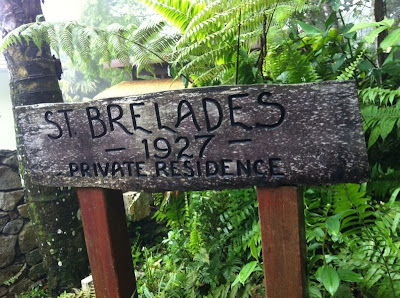 ST. BRELADES
- 1927 -
- PRIVATE RESIDENCE